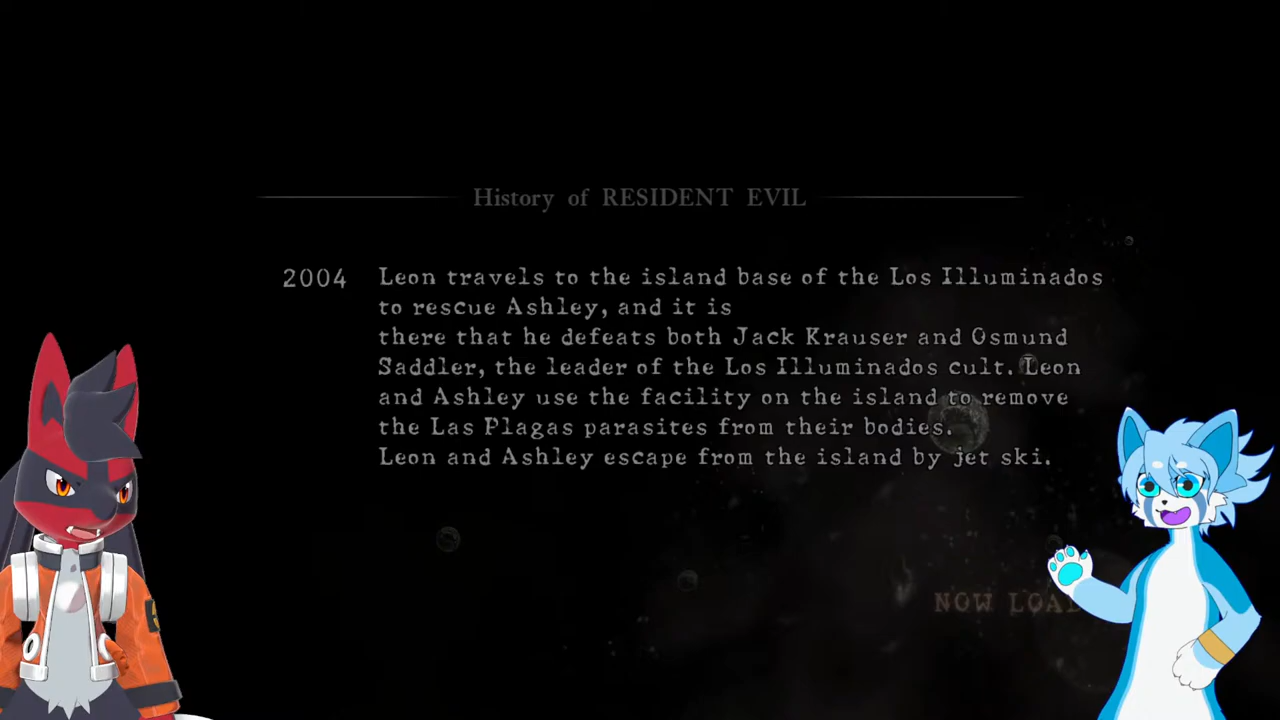 History of RESIDENT EVIL
2004 Leon travels to the island base of the Los Illuminados
to rescue Ashley, and it is
there that he defeats both Jack Krauser and Osmund
Saddler, the leader of the Los Illuminados cult. Leon
and Ashley use the facility on the island to remove
the Las Plagas parasites from their bodies.
Leon and Ashley escape from the island by jet ski.
NOW LOAD